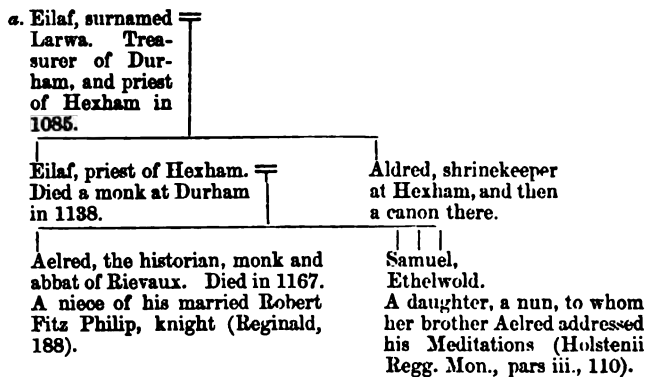 a. Eilaf, surnamed
Larwa. Trea-
surer of Dur-
ham, and priest
of Hexham in
1085.
Eilaf, priest of Hexham.
Died a monk at Durham
in 1138.
Aldred, shrinekeeper
at Hexham, and then
a canon there.
Aelred, the historian, monk and
abbat of Rievaux. Died in 1167.
A niece of his married Robert
Fitz Philip, knight (Reginald,
188).
Samuel,
Ethelwold.
A daughter, a nun, to whom
her brother Aelred addressed
his Meditations (Holstenii
Regg. Mon., pars iii., 110).